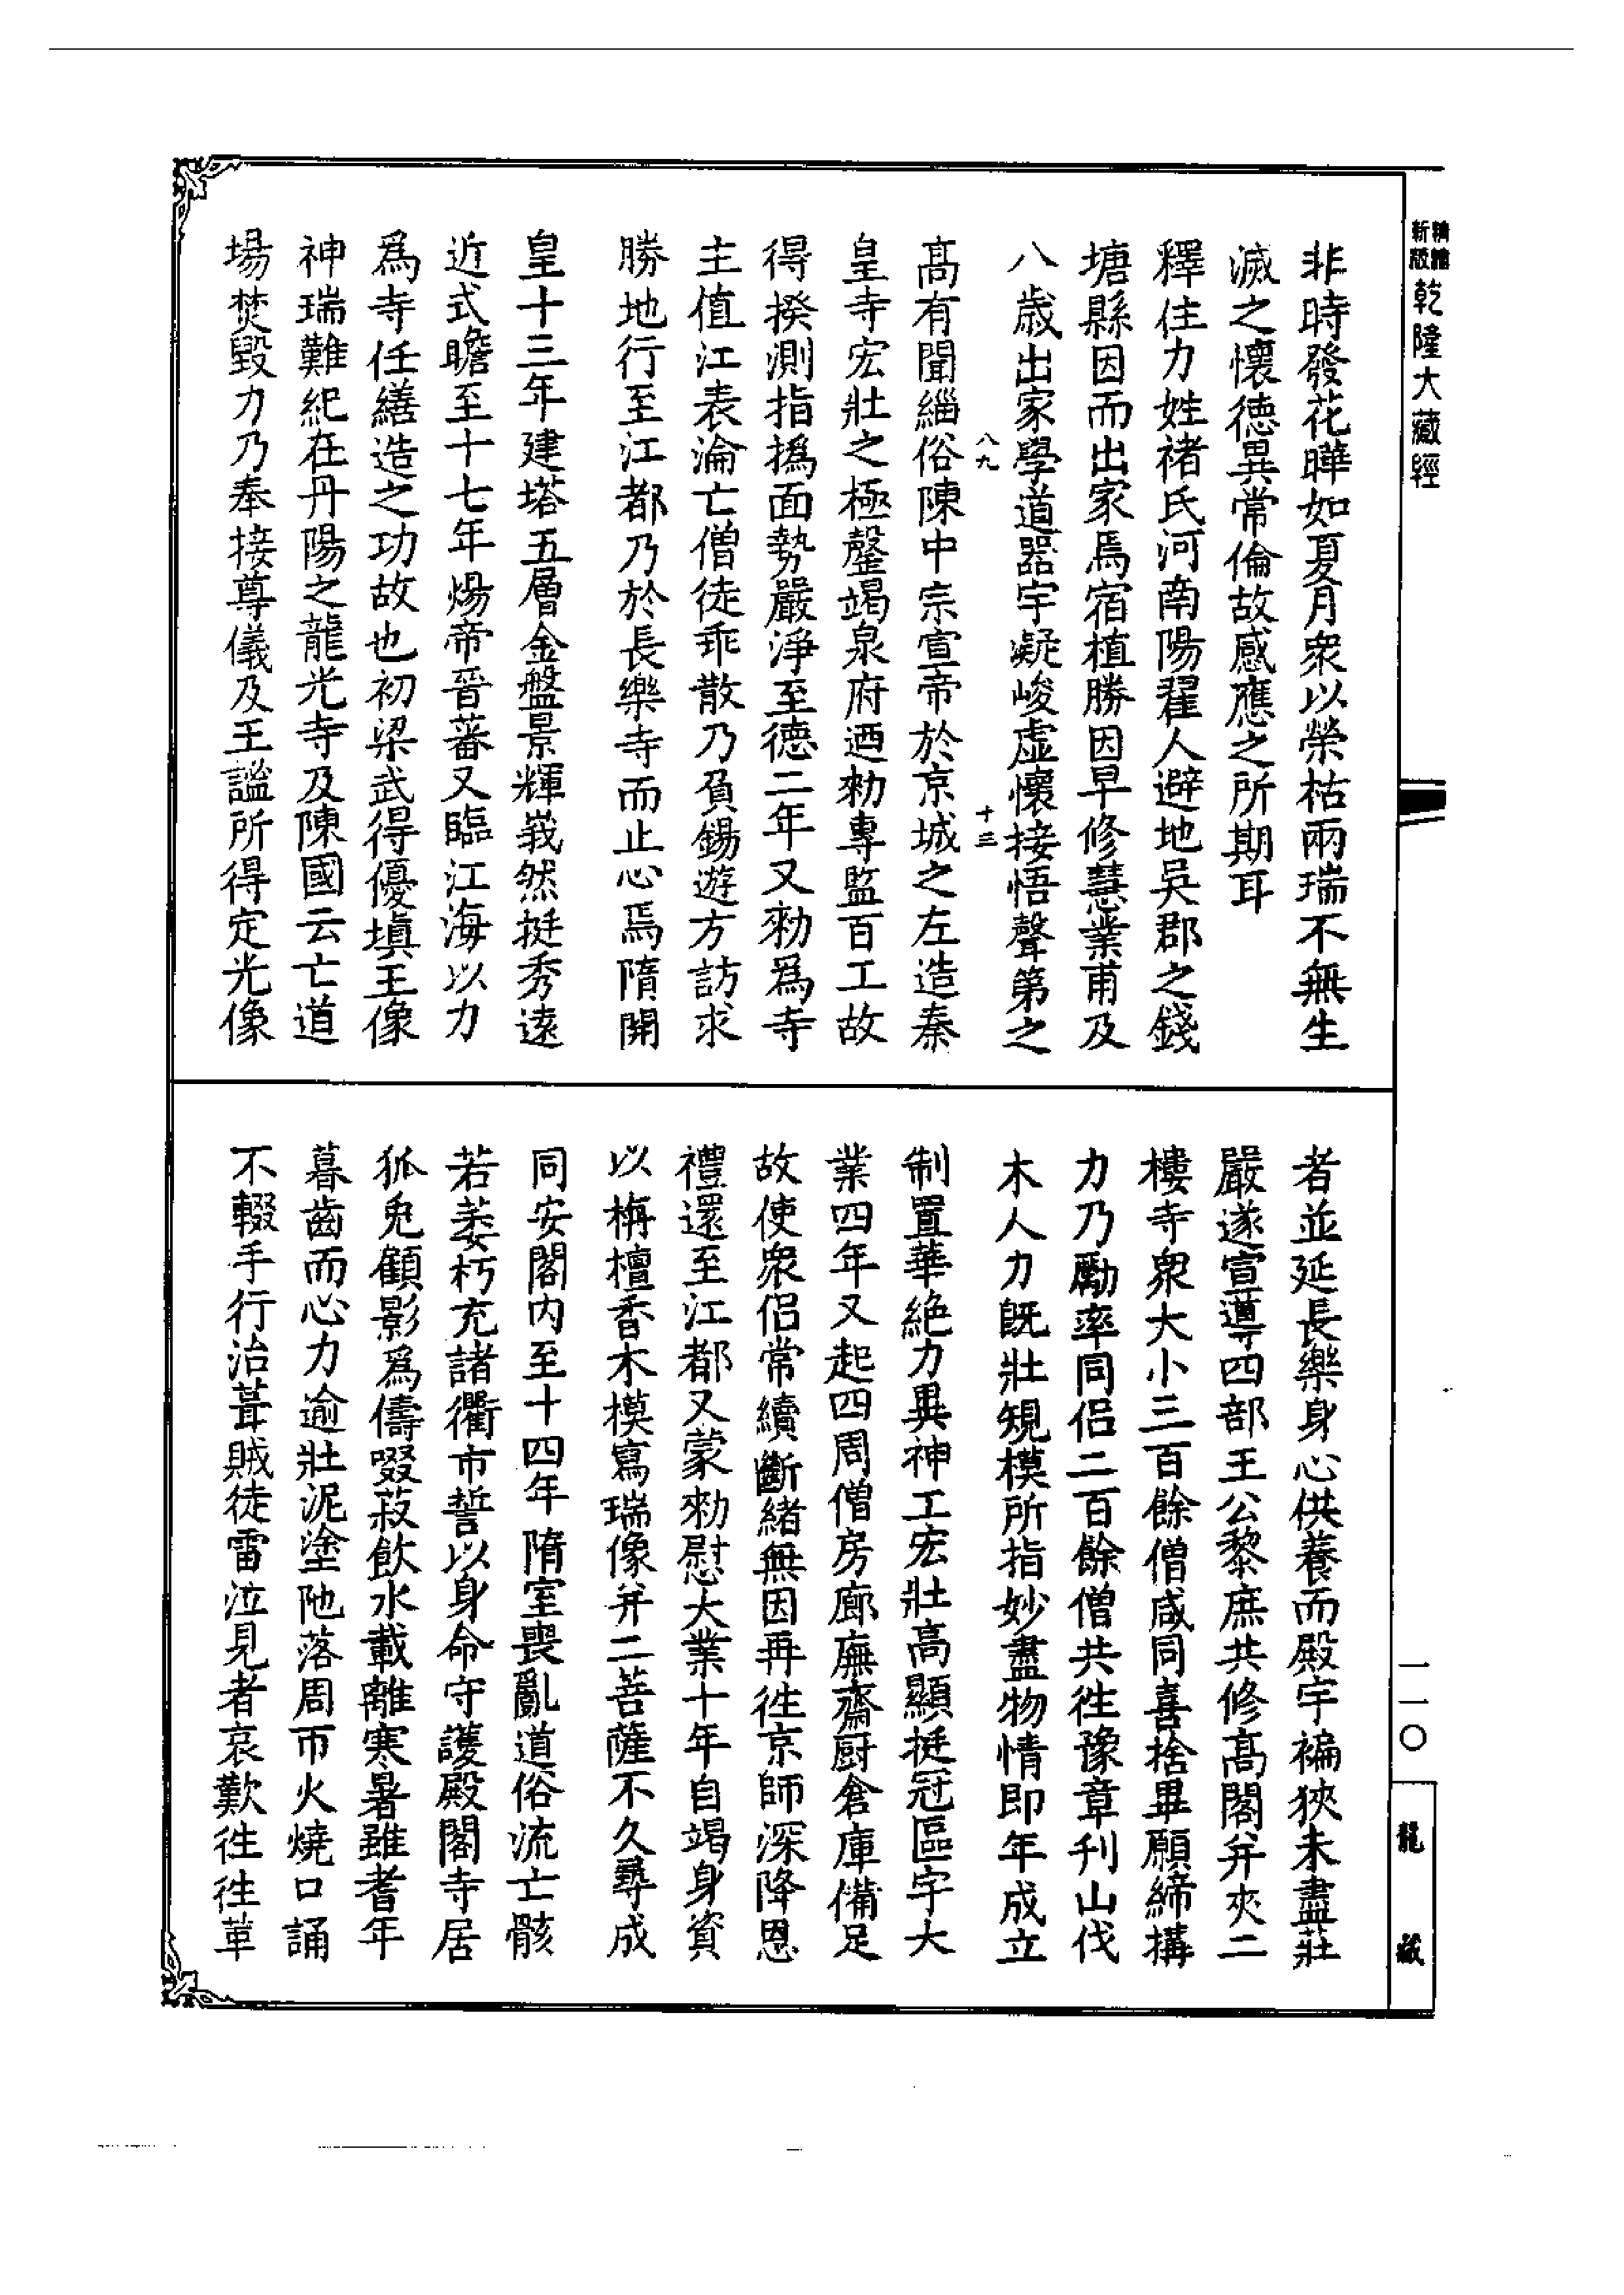 精體
新版
乾隆大藏經
非時發花曄如夏月衆以榮枯兩瑞不無生
滅之懷德異常倫故感應之所期耳
釋住力姓褚氏河南陽翟人避地吳郡之錢
塘縣因而出家焉宿植勝因早修慧業甫及
八歲出家學道器宇凝峻虛懷接悟聲第之
八九
十三
高有聞緇俗陳中宗宣帝於京城之左造秦
皇寺宏壯之極罄竭泉府迺勑專監百工故
得揆測指撝面勢嚴淨至德二年又勑爲寺
主值江表淪亡僧徒乖散乃負錫遊方訪求
勝地行至江都乃於長樂寺而止心焉隋開
皇十三年建塔五層金盤景輝峩然挺秀遠
近式瞻至十七年煬帝晉蕃又臨江海以力
爲寺任繕造之功故也初梁武得優塡王像
神瑞難紀在丹陽之龍光寺及陳國云亡道
場焚毀力乃奉接尊儀及王謐所得定光像
者並延長樂身心供養而殿宇褊狹未盡莊
嚴遂宣導四部王公黎庶共修高閣并夾二
樓寺衆大小三百餘僧咸同喜捨畢願締搆
力乃勵率同侶二百餘僧共往豫章刊山伐
木人力既壯規模所指妙盡物情即年成立
制置華絶力異神工宏壯高顯挺冠區宇大
業四年又起四周僧房廊廡齋厨倉庫備足
故使衆侶常續斷緒無因再往京師深降恩
禮還至江都又蒙勑慰大業十年自竭身資
以栴檀香木摸寫瑞像并二菩薩不久尋成
同安閣内至十四年隋室喪亂道俗流亡骸
若萎朽充諸衢市誓以身命守護殿閣寺居
狐兔顧影爲儔啜菽飲水載離寒暑雖耆年
暮齒而心力逾壯泥塗陁落周帀火燒口誦
不輟手行治葺賊徒雷泣見者哀歎往往革
一一〇
龍藏